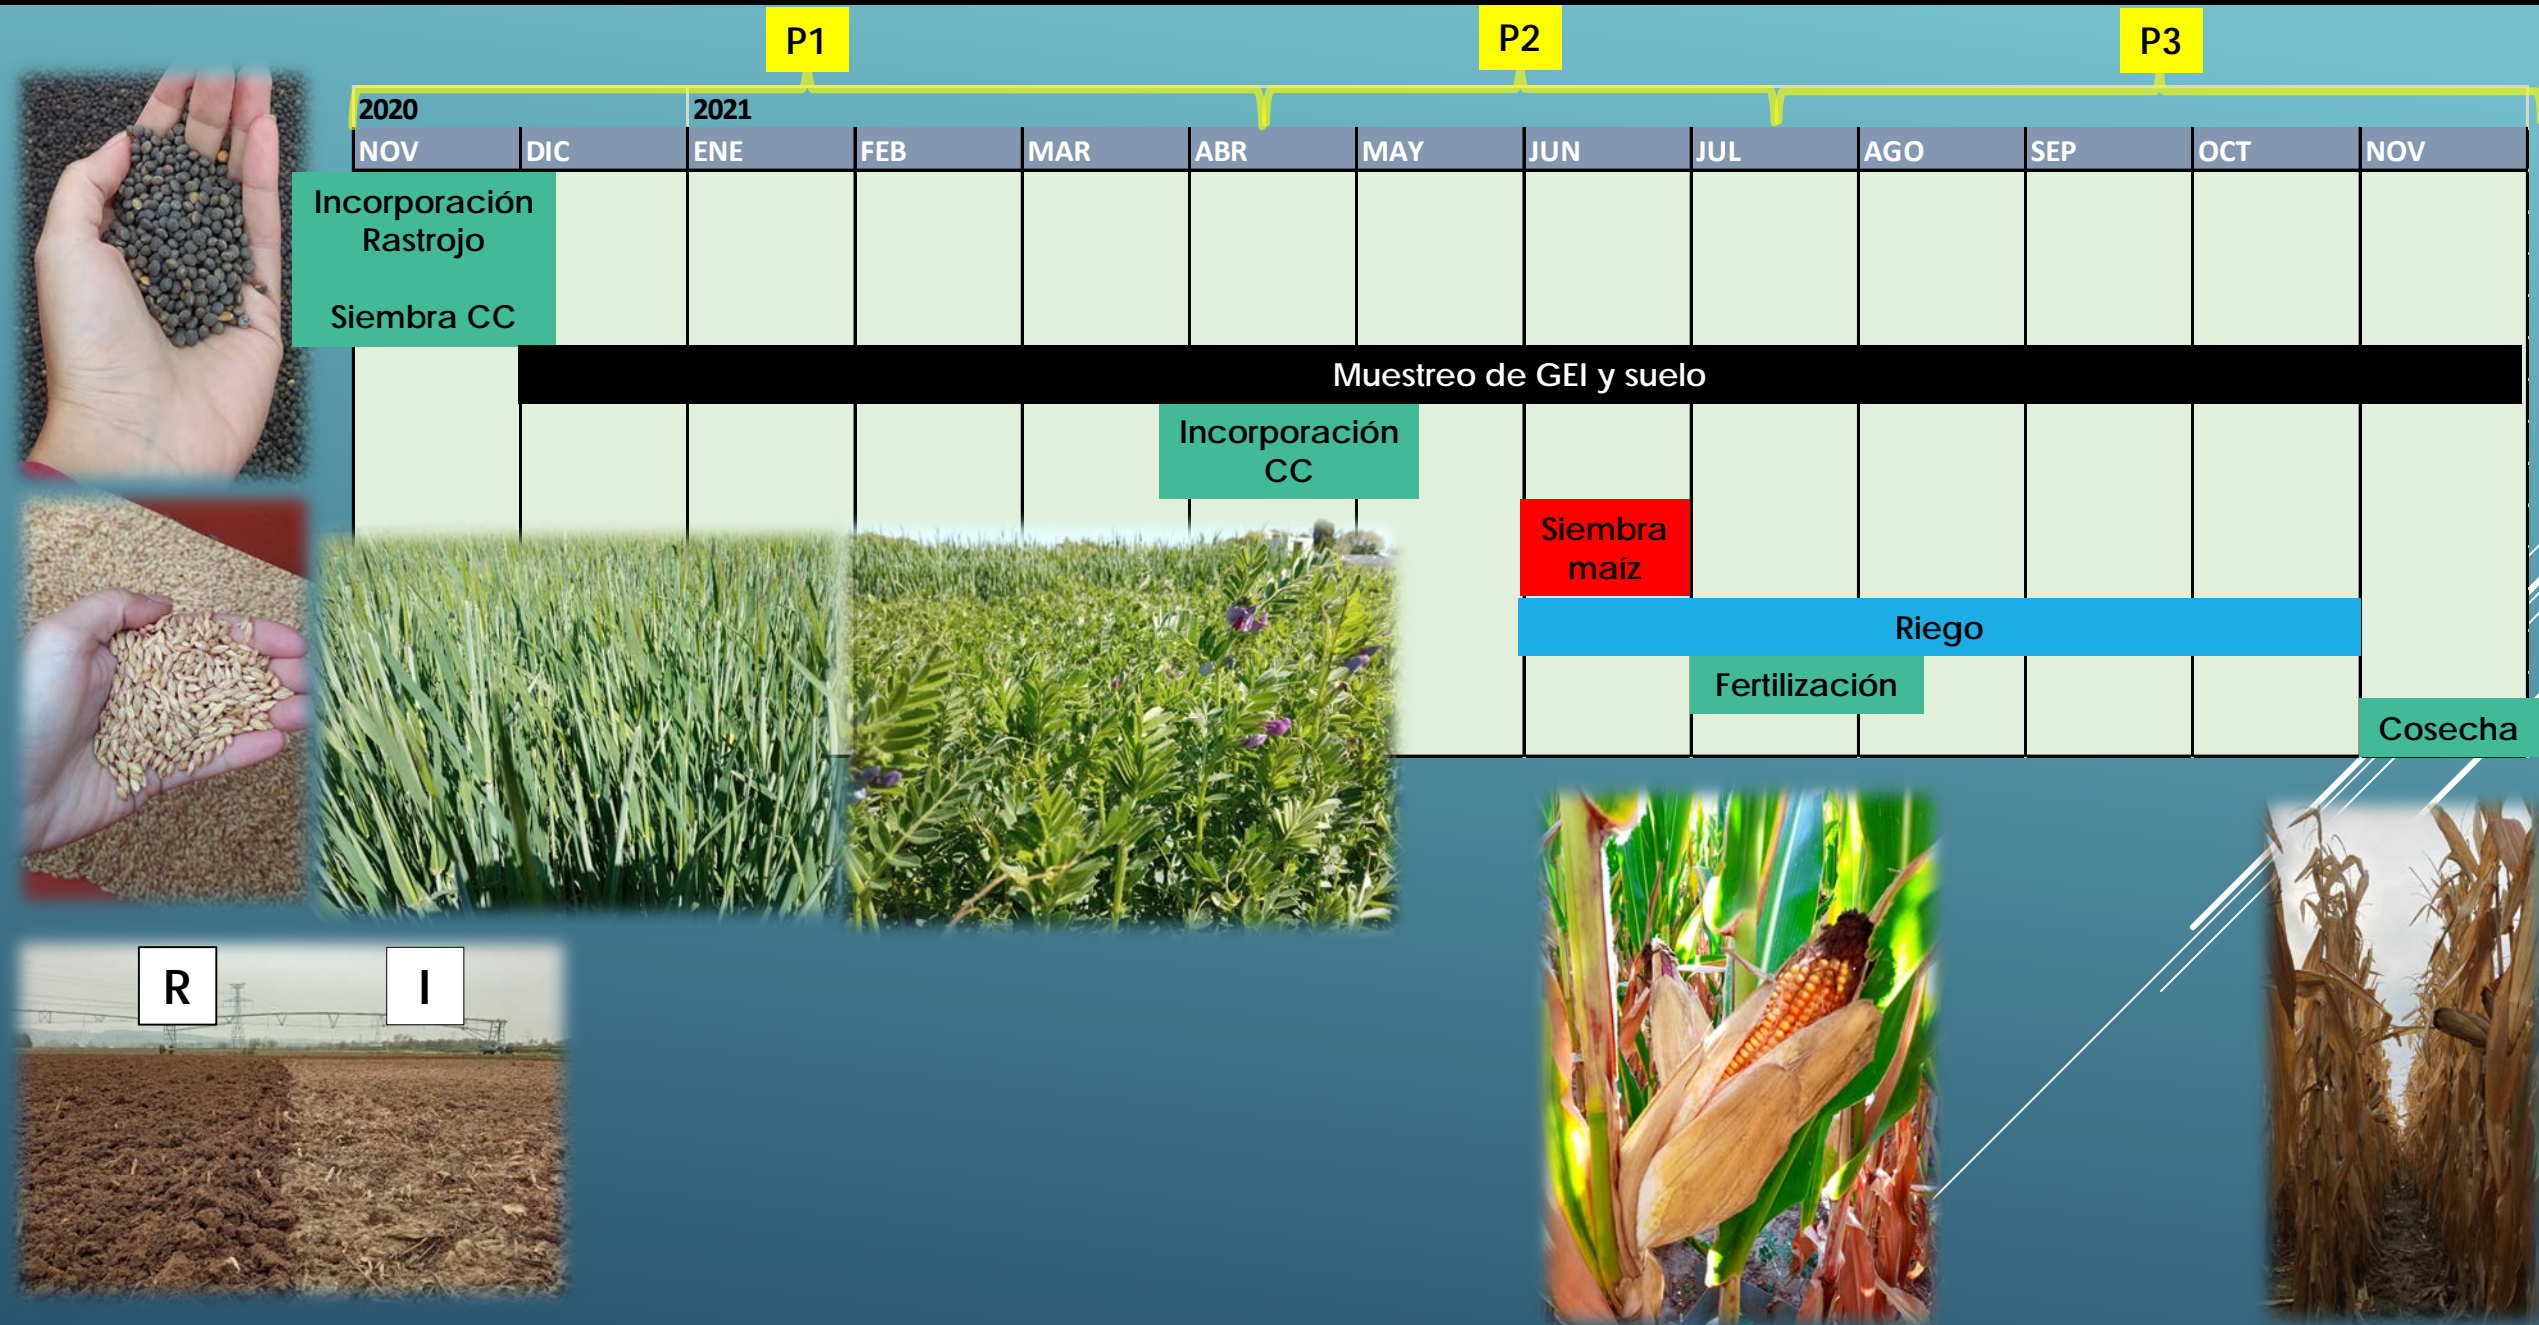 P1
P2
P3
2020
2021
NOV
DIC
ENE
FEB
MAR
ABR
MAY
JUN
JUL
AGO
SEP
OCT
NOV
Incorporación
Rastrojo
Siembra CC
Muestreo de GEI y suelo
Incorporación
CC
Siembra
maíz
Riego
Fertilización
Cosecha
R
I